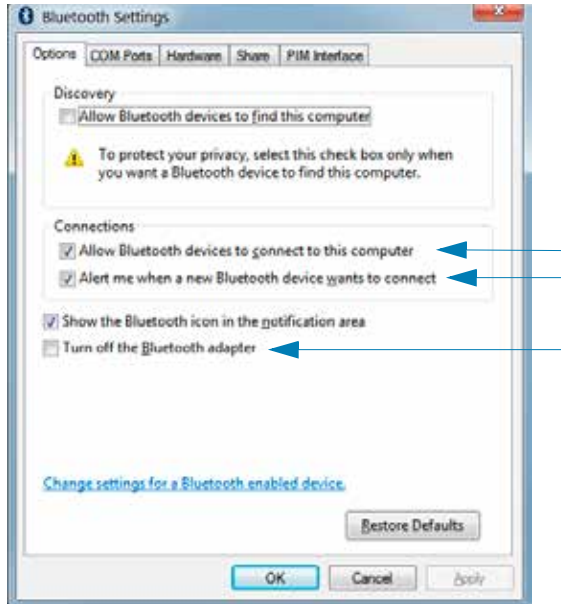 Bluetooth Settings
Options COM Ports Hardware Share PIM Interface
Discovery
Allow Bluetooth devices to find this computer
To protect your privacy, select this check box only when
you want a Bluetooth device to find this computer.
Connections
Allow Bluetooth devices to connect to this computer
Alert me when a new Bluetooth device wants to connect
Show the Bluetooth icon in the notification area
Turn off the Bluetooth adapter
Change settings for a Bluetooth enabled device.
Restore Defaults
OK Cancel Apply